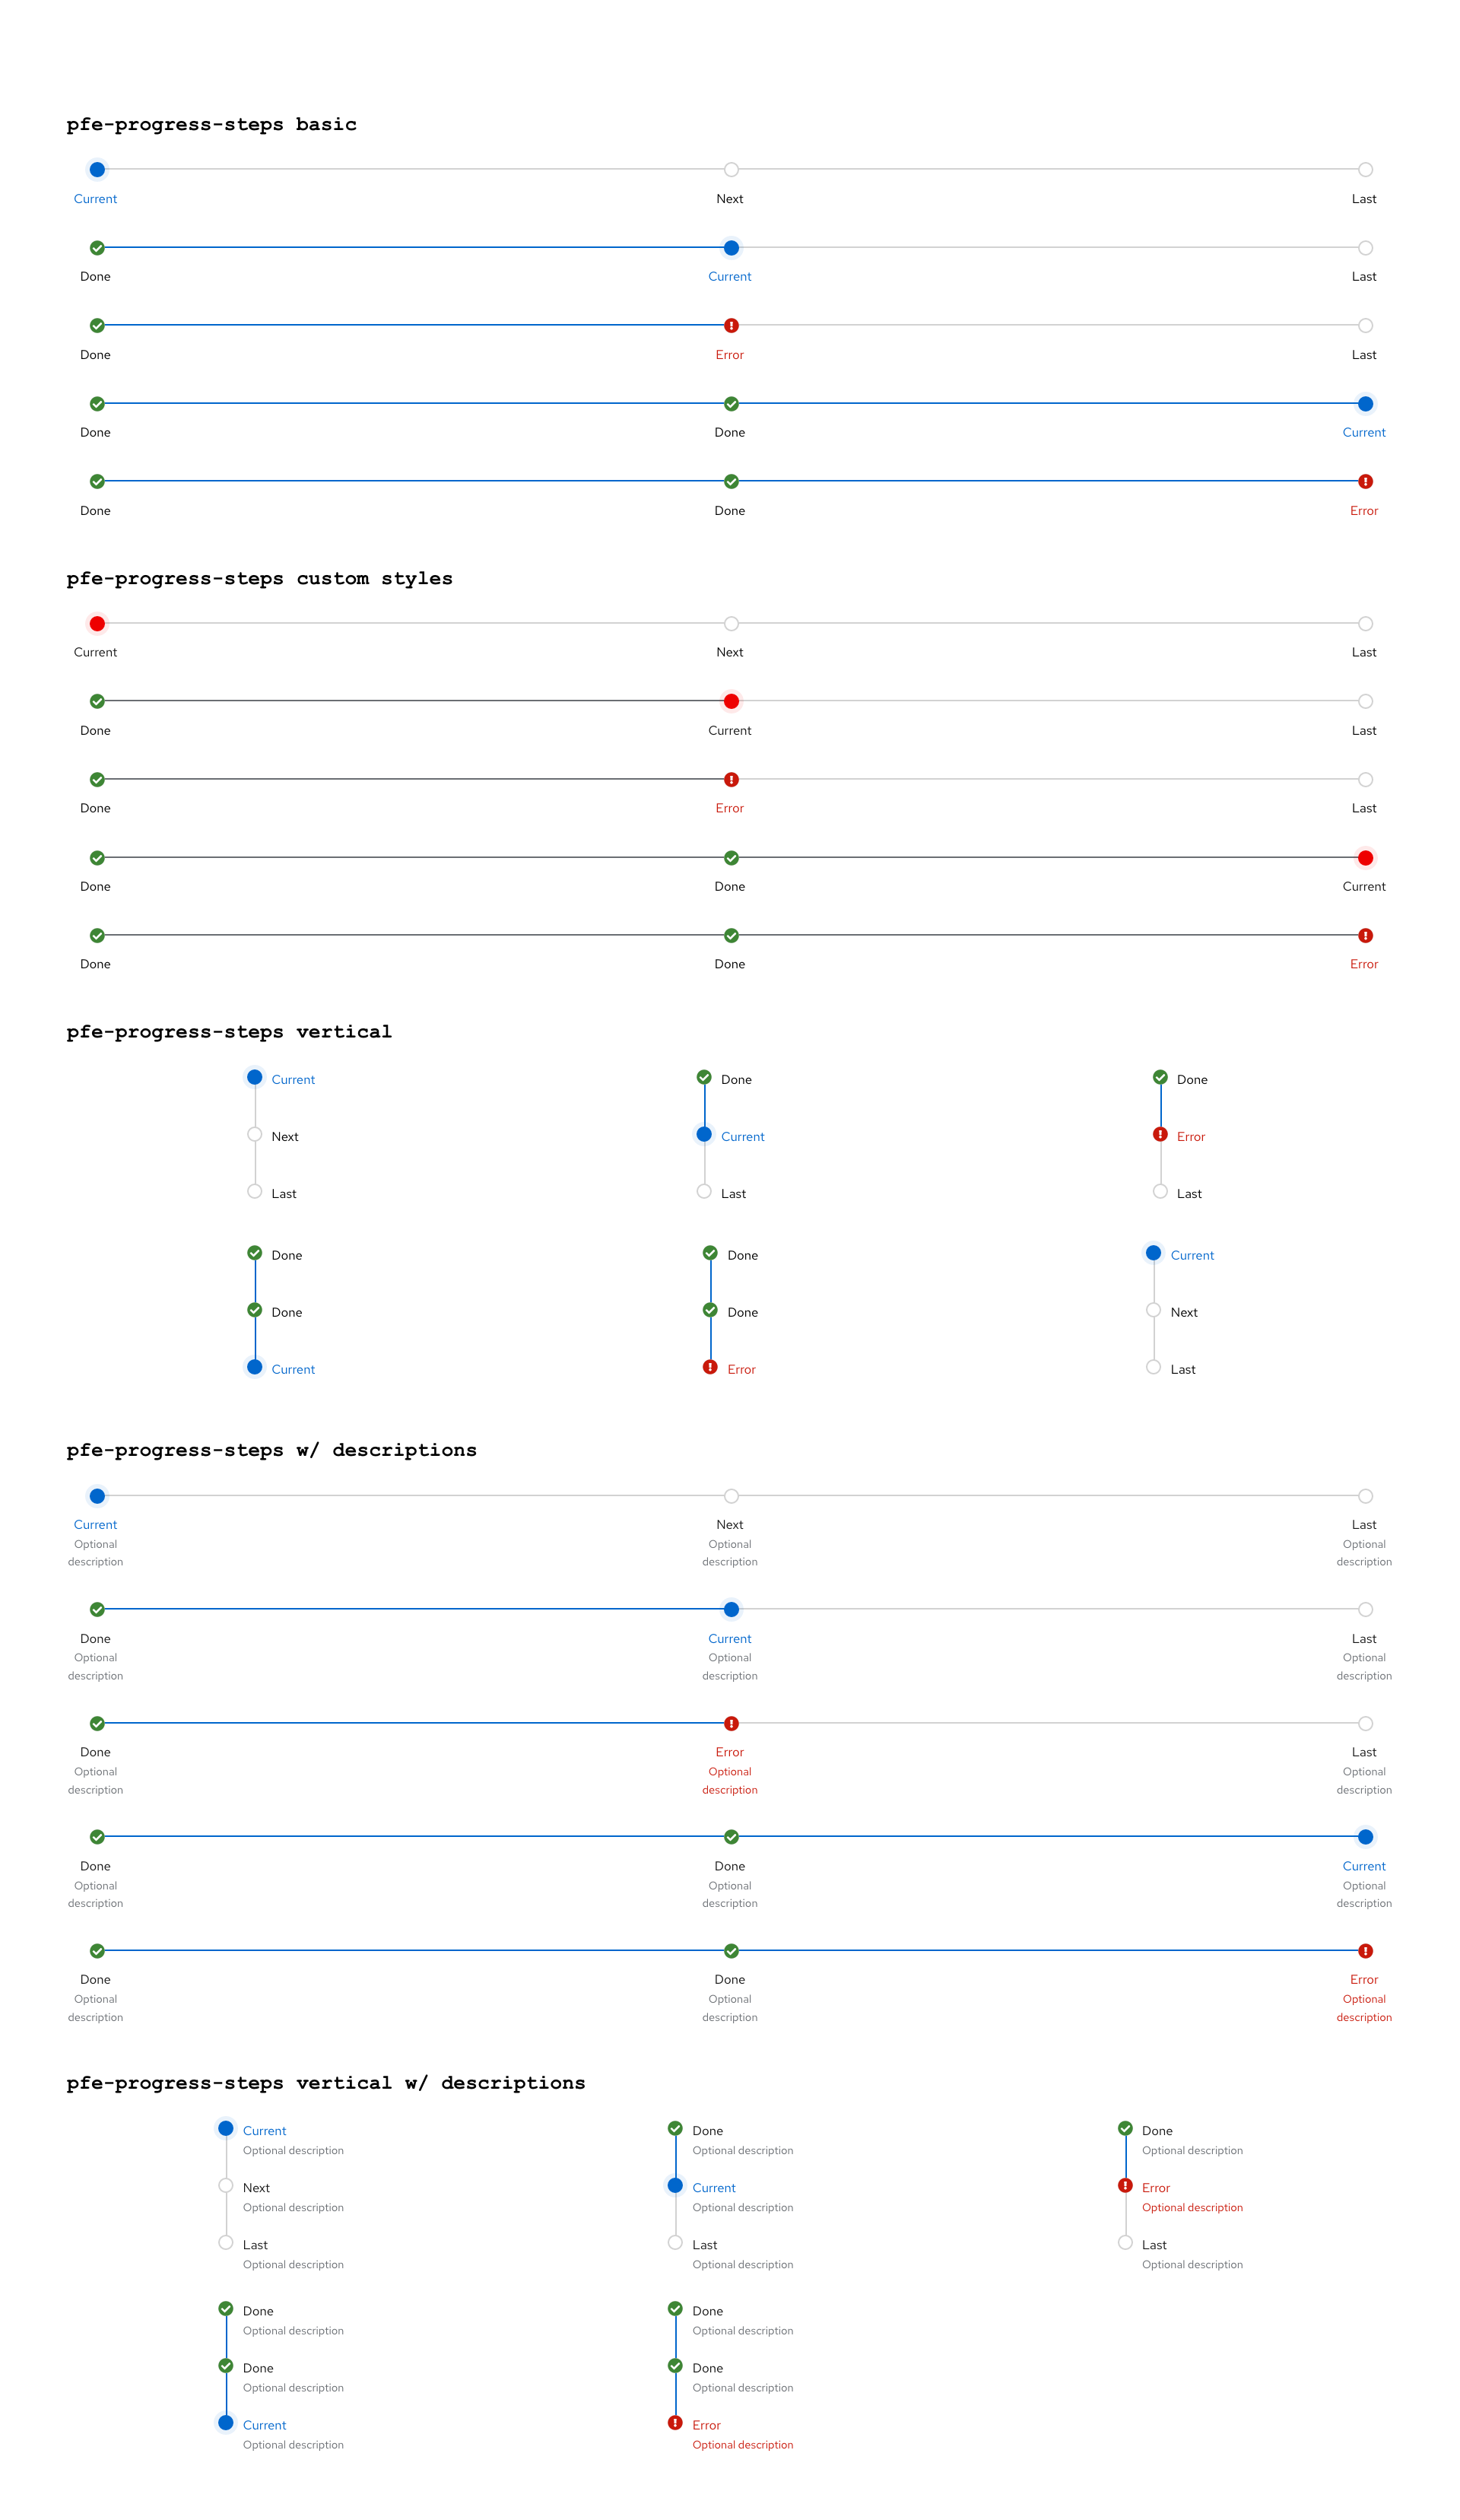 pfe-progress-steps basic
Current Next Last
Done Current Last
Done Error Last
Done Done Current
Done Done Error
pfe-progress-steps custom styles
Current Next Last
Done Current Last
Done Error Last
Done Done Current
Done Done Error
pfe-progress-steps vertical
Current Done Done
Next Current Error
Last Last Last
Done Done Current
Done Done Next
Current Error Last
pfe-progress-steps w/ descriptions
Current Next Last
Optional Optional Optional
description description description
Done Current Last
Optional Optional Optional
description description description
Done Error Last
Optional Optional Optional
description description description
Done Done Current
Optional Optional Optional
description description description
Done Done Error
Optional Optional Optional
description description description
pfe-progress-steps vertical w/ descriptions
Current Done Done
Optional description Optional description Optional description
Next Current Error
Optional description Optional description Optional description
Last Last Last
Optional description Optional description Optional description
Done Done
Optional description Optional description
Done Done
Optional description Optional description
Current Error
Optional description Optional description